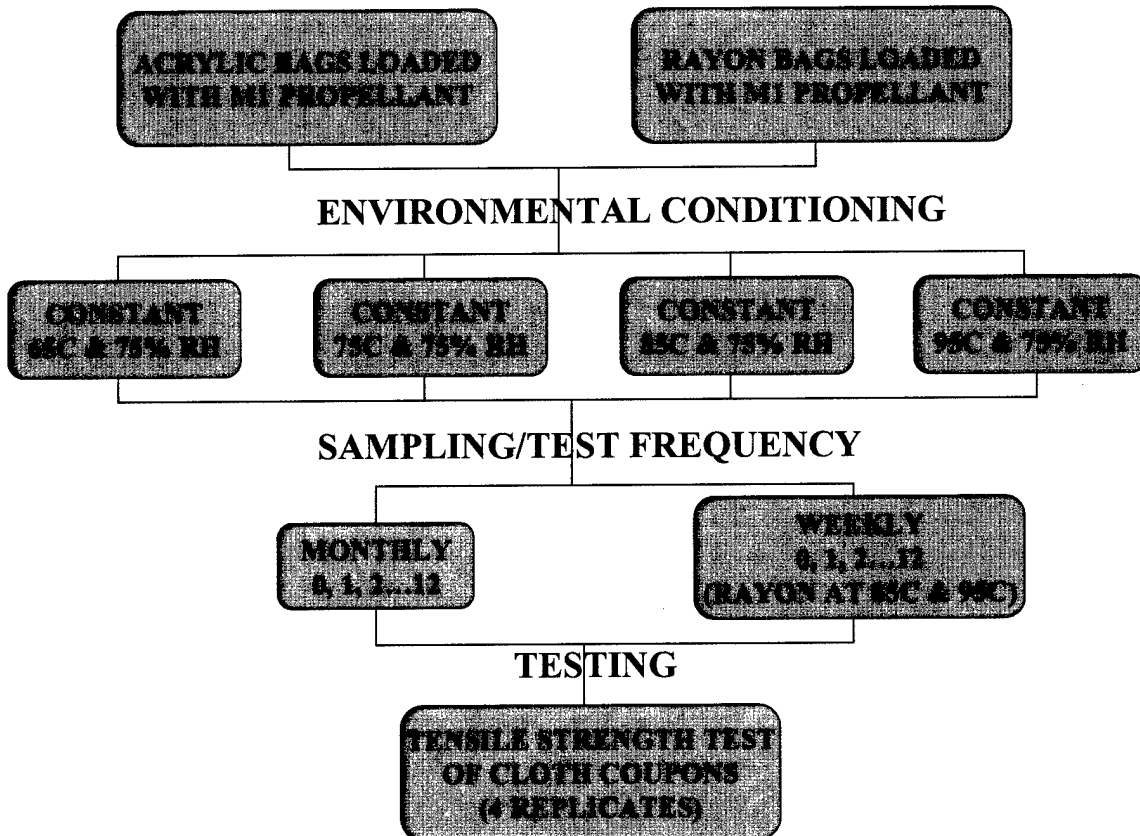 ACRYLIC BAGS LOADED
WITH M1 PROPELLANT
RAYON BAGS LOADED
WITH M1 PROPELLANT
ENVIRONMENTAL CONDITIONING
CONSTANT
65C & 75% RH
CONSTANT
75C & 75% RH
CONSTANT
85C & 75% RH
CONSTANT
95C & 75% RH
SAMPLING/TEST FREQUENCY
MONTHLY
0, 1, 2...12
WEEKLY
0, 1, 2...12
(RAYON AT 85C & 95C)
TESTING
TENSILE STRENGTH TEST
OF CLOTH COUPONS
(4 REPLICATES)